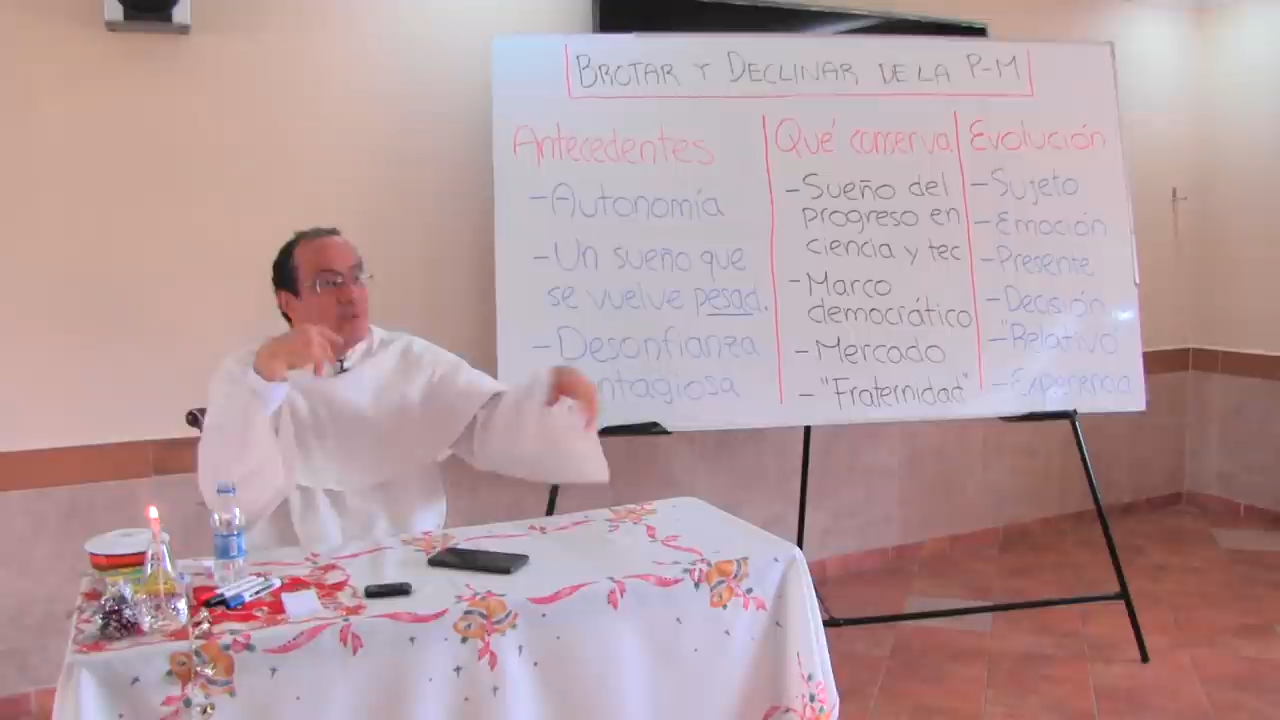 BROTAR Y DECLINAR DE LA P-M
Antecedentes
-Autonomía
-Un sueño que
se vuelve pesad.
-Desonfianza
ntagiosa
Qué conserva
-Sueño del
progreso en
ciencia y tec
-Marco
democrático
-Mercado
-"Fraternidad"
Evolución
-Sujeto
-Emoción
-Presente
-Decisión
-"Relativo
-Experiencia